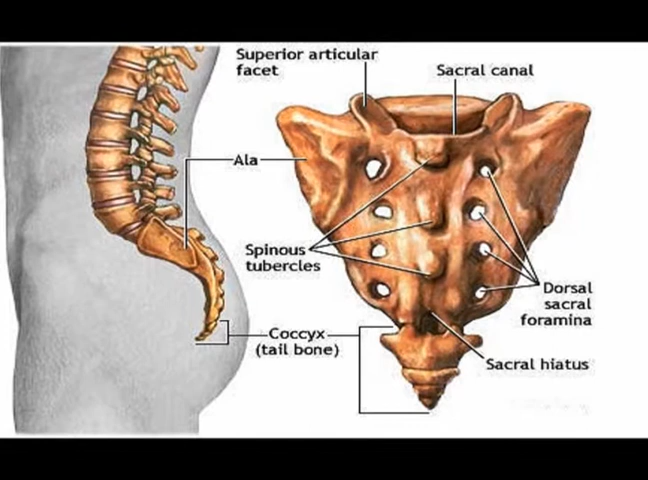 Superior articular
facet
Sacral canal
Ala
Spinous
tubercles
Dorsal
sacral
foramina
Coccyx
(tail bone)
Sacral hiatus